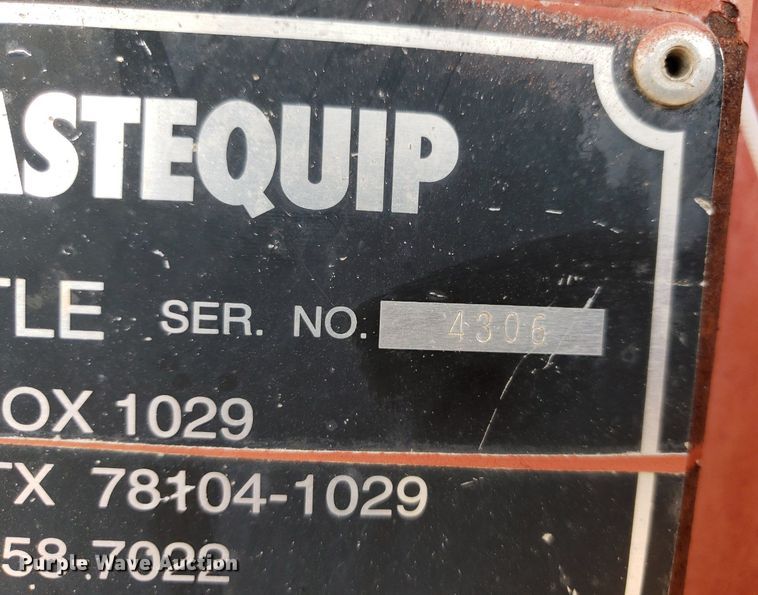 ASTEQUIP
TLE SER. NO. 4306
OX 1029
TX 78104-1029
58.7022
Purple Wave Auction